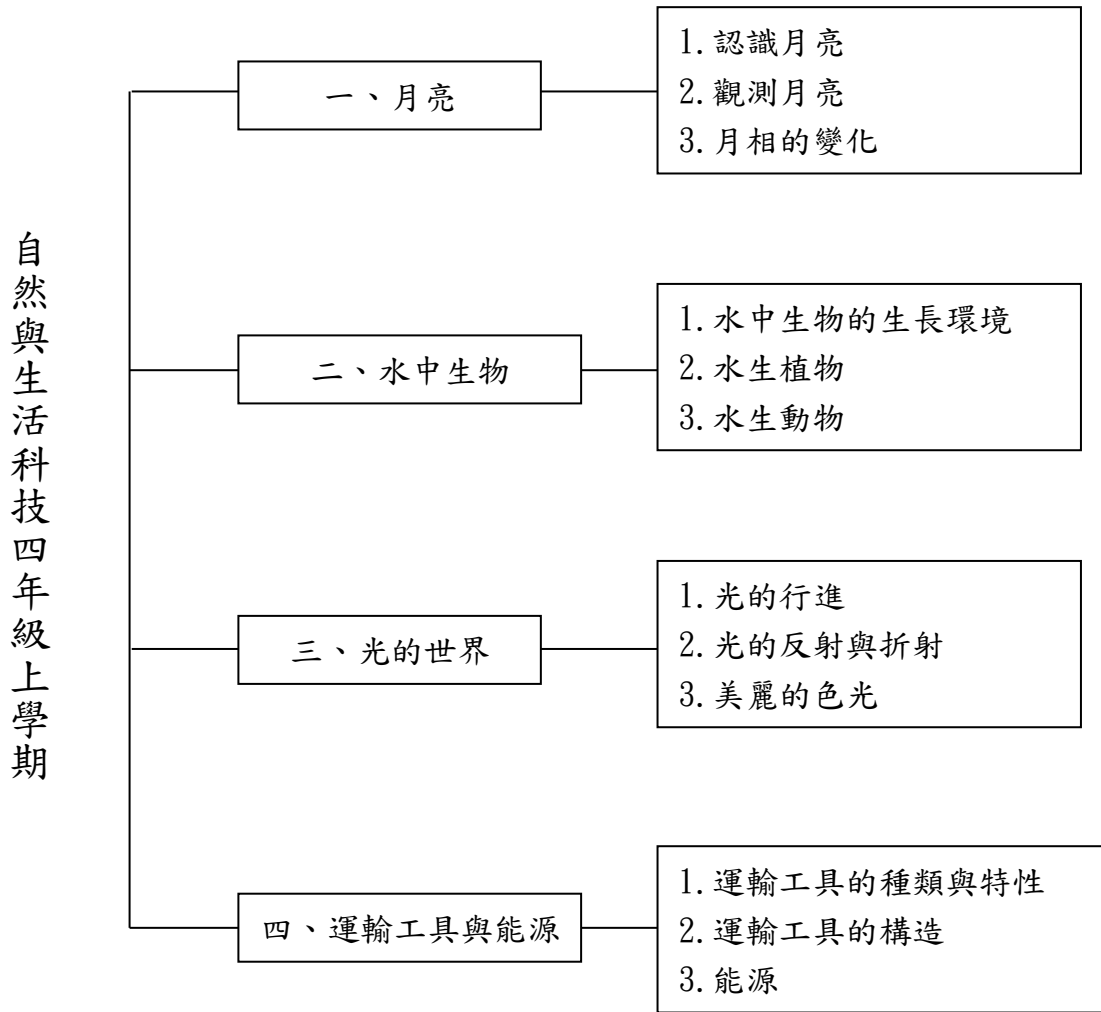 自然與生活科技四年級上學期
一、月亮
1.認識月亮
2.觀測月亮
3.月相的變化
二、水中生物
1.水中生物的生長環境
2.水生植物
3.水生動物
三、光的世界
1.光的行進
2.光的反射與折射
3.美麗的色光
四、運輸工具與能源
1.運輸工具的種類與特性
2.運輸工具的構造
3.能源